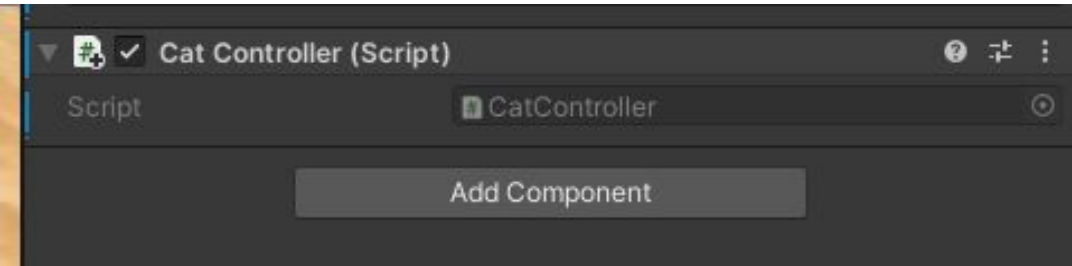 Cat Controller (Script)
Script CatController
Add Component